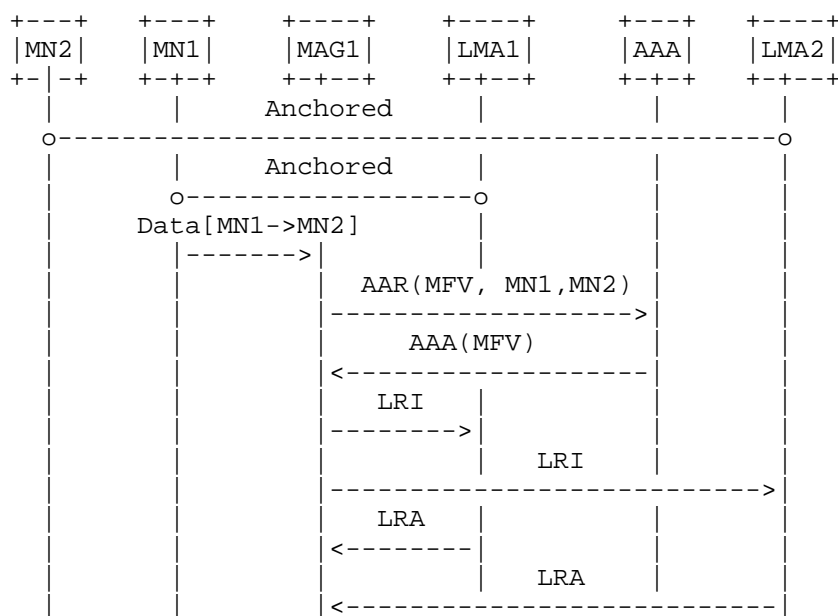 MN2 MN1 MAG1 LMA1 AAA LMA2
Anchored
Anchored
Data[MN1->MN2]
AAR(MFV, MN1,MN2)
AAA(MFV)
LRI
LRI
LRA
LRA